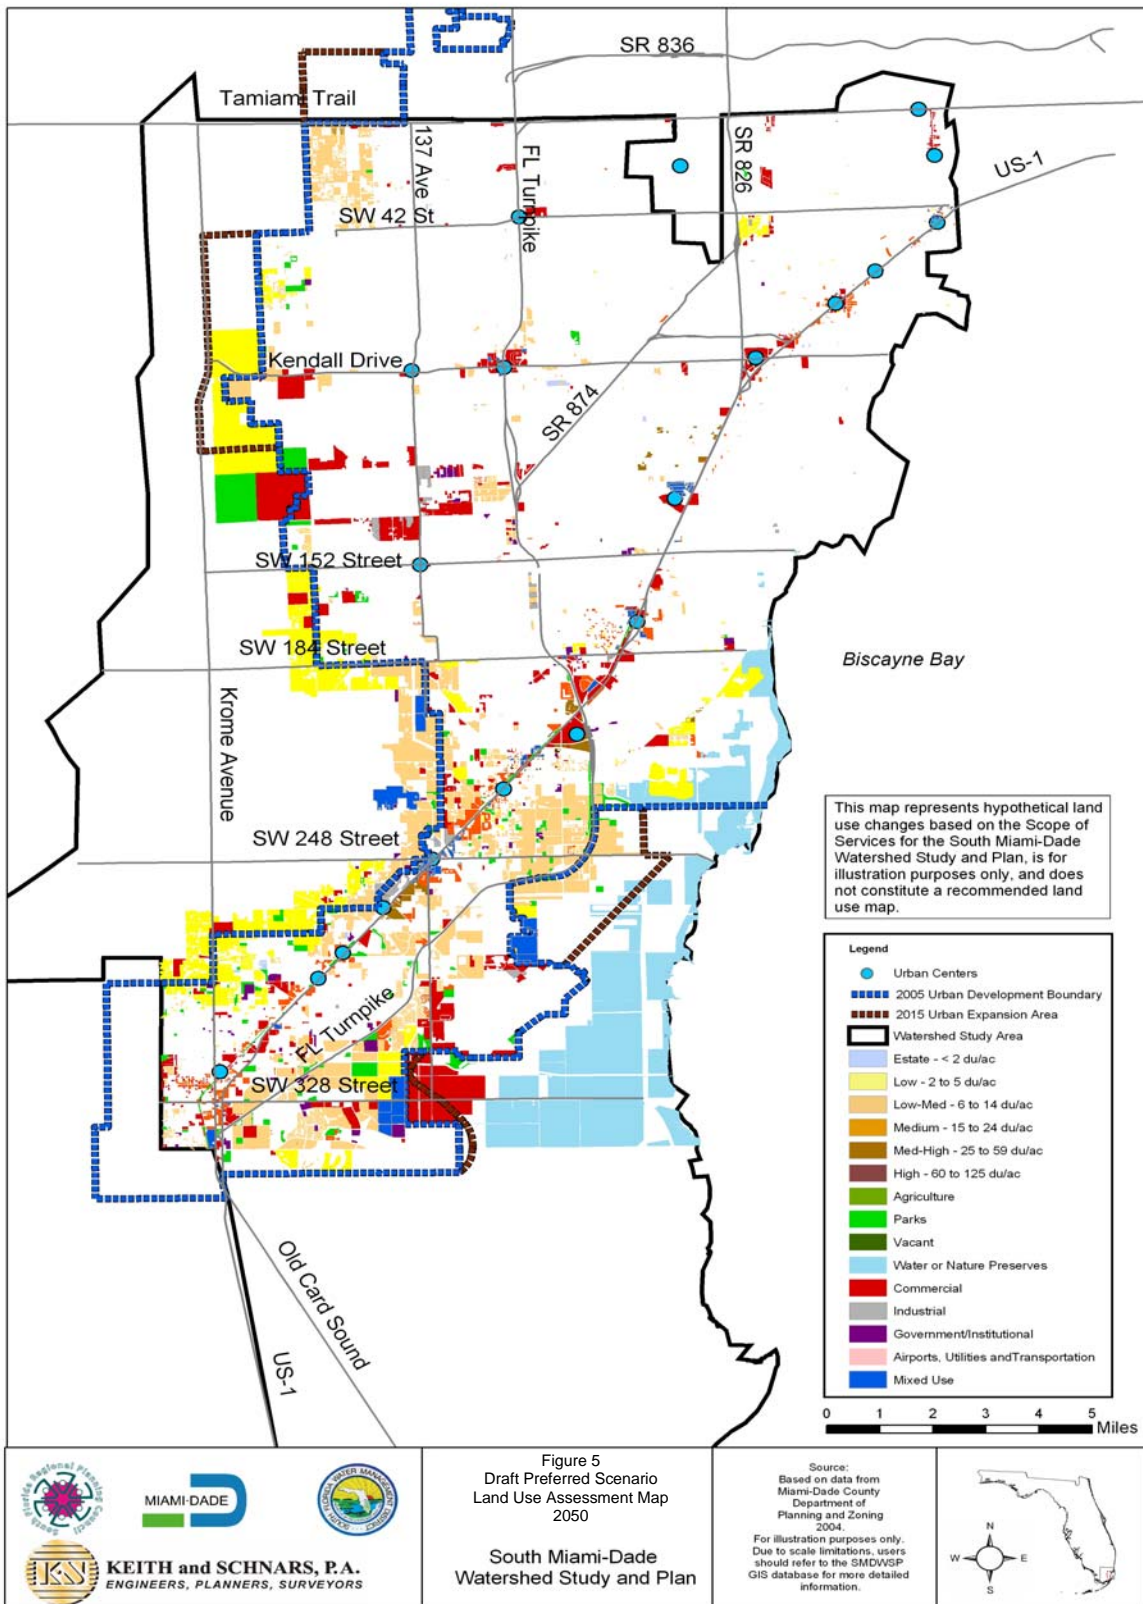 SR 836
Tamiami Trail
137 Ave
FL Turnpike
SR 826
US-1
SW 42 St
Kendall Drive
SR 874
SW 152 Street
SW 184 Street
Biscayne Bay
Krome Avenue
SW 248 Street
FL Turnpike
SW 328 Street
Old Card Sound
US-1
This map represents hypothetical land
use changes based on the Scope of
Services for the South Miami-Dade
Watershed Study and Plan, is for
illustration purposes only, and does
not constitute a recommended land
use map.
Legend
Urban Centers
2005 Urban Development Boundary
2015 Urban Expansion Area
Watershed Study Area
Estate - < 2 du/ac
Low - 2 to 5 du/ac
Low-Med - 6 to 14 du/ac
Medium - 15 to 24 du/ac
Med-High - 25 to 59 du/ac
High - 60 to 125 du/ac
Agriculture
Parks
Vacant
Water or Nature Preserves
Commercial
Industrial
Government/Institutional
Airports, Utilities andTransportation
Mixed Use
0 1 2 3 4 5
Miles
South Florida Regional Planning Council
MIAMI-DADE
SOUTH FLORIDA WATER MANAGEMENT DISTRICT
KS
KEITH and SCHNARS, P.A.
ENGINEERS, PLANNERS, SURVEYORS
Figure 5
Draft Preferred Scenario
Land Use Assessment Map
2050
South Miami-Dade
Watershed Study and Plan
Source:
Based on data from
Miami-Dade County
Department of
Planning and Zoning
2004.
For illustration purposes only.
Due to scale limitations, users
should refer to the SMDWSP
GIS database for more detailed
information.
N
W E
S